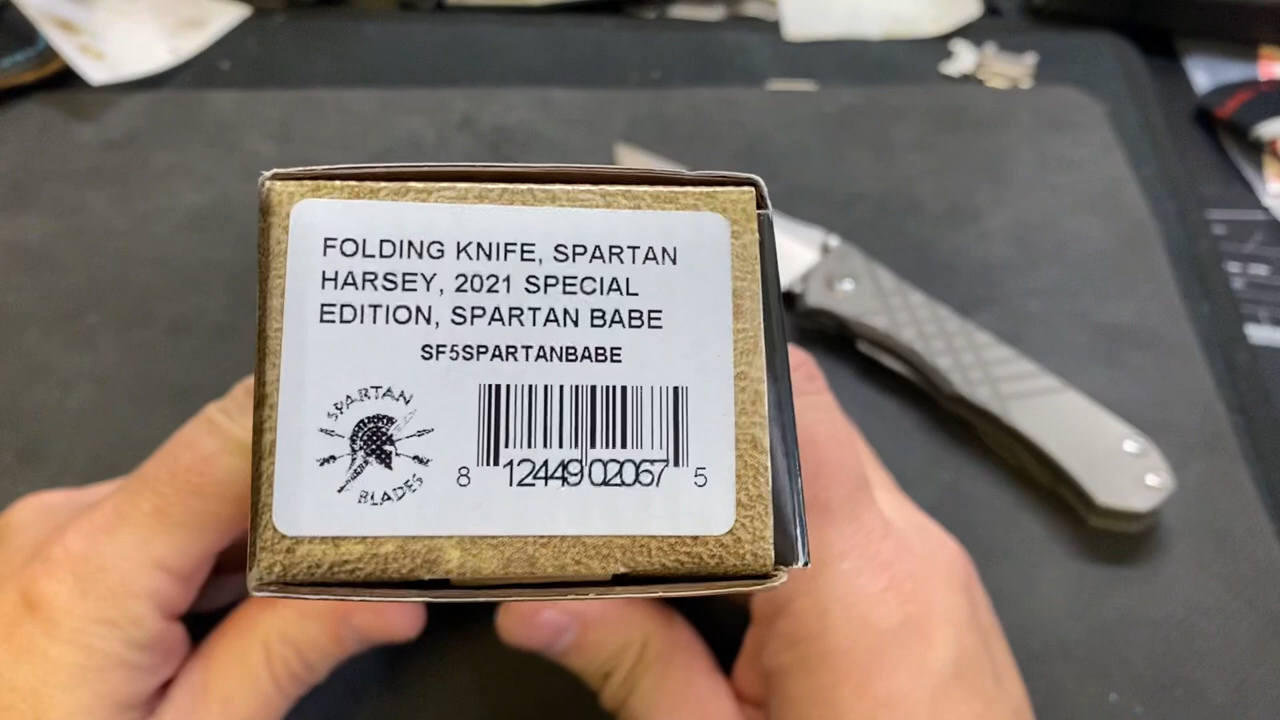 FOLDING KNIFE, SPARTAN
HARSEY, 2021 SPECIAL
EDITION, SPARTAN BABE
SF5SPARTANBABE
SPARTAN
BLADES
8 12449 02067 5